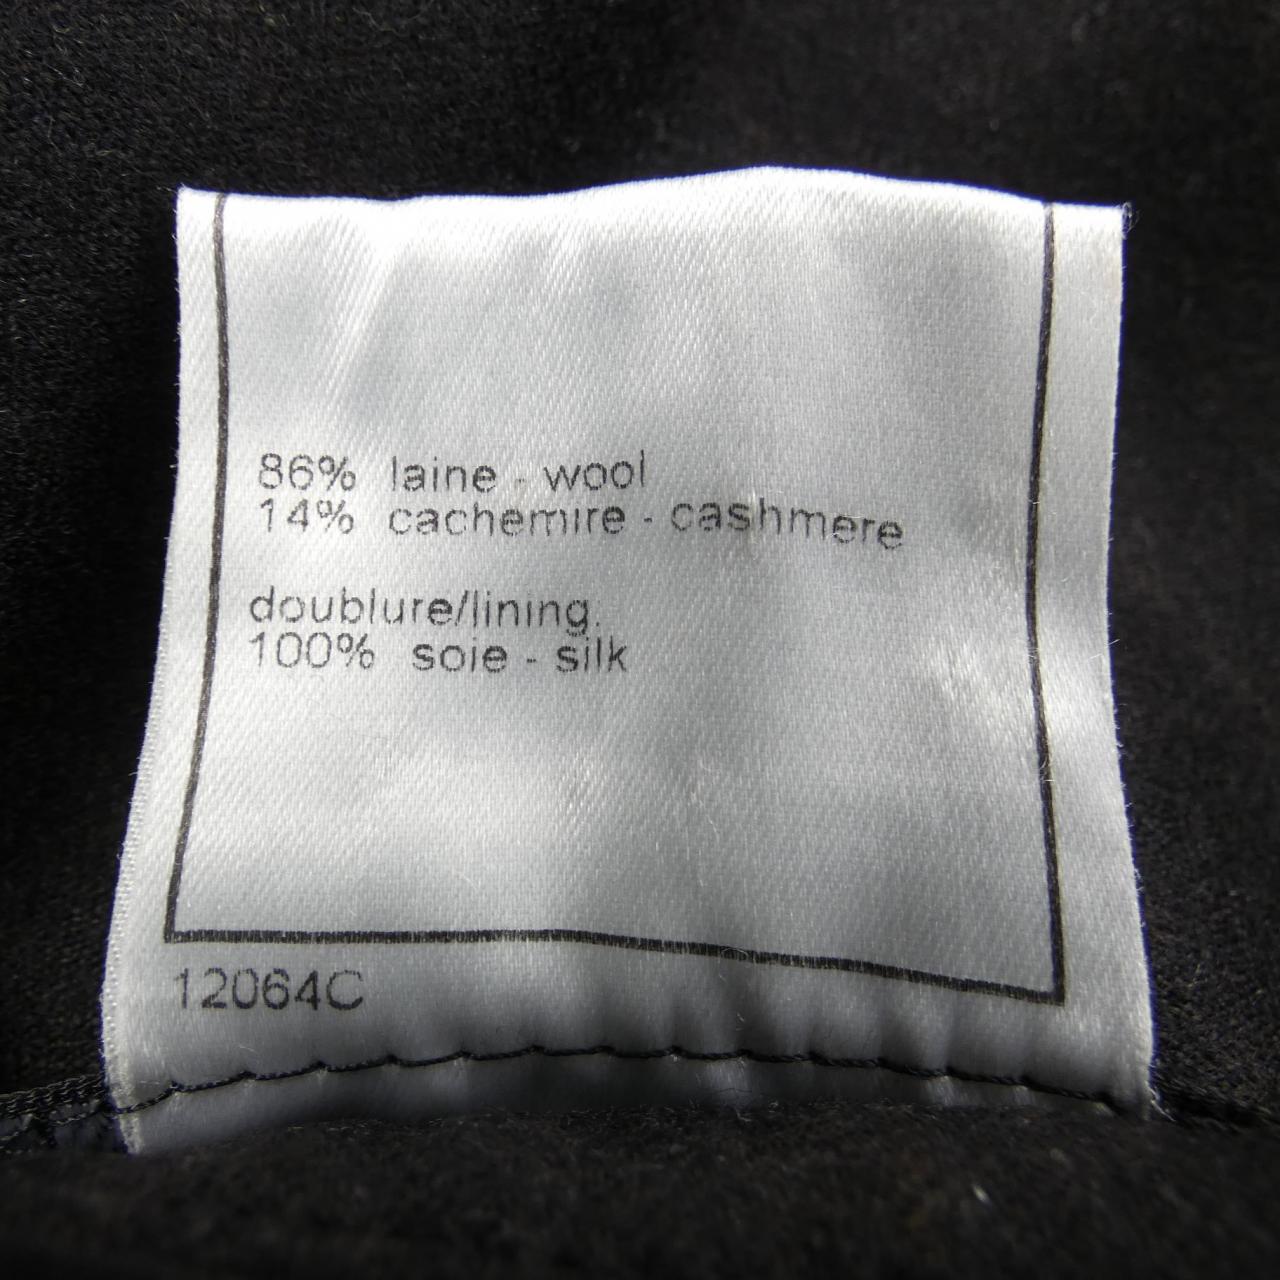 86% laine - wool
14% cachemire - cashmere
doublure/lining:
100% soie - silk
12064C